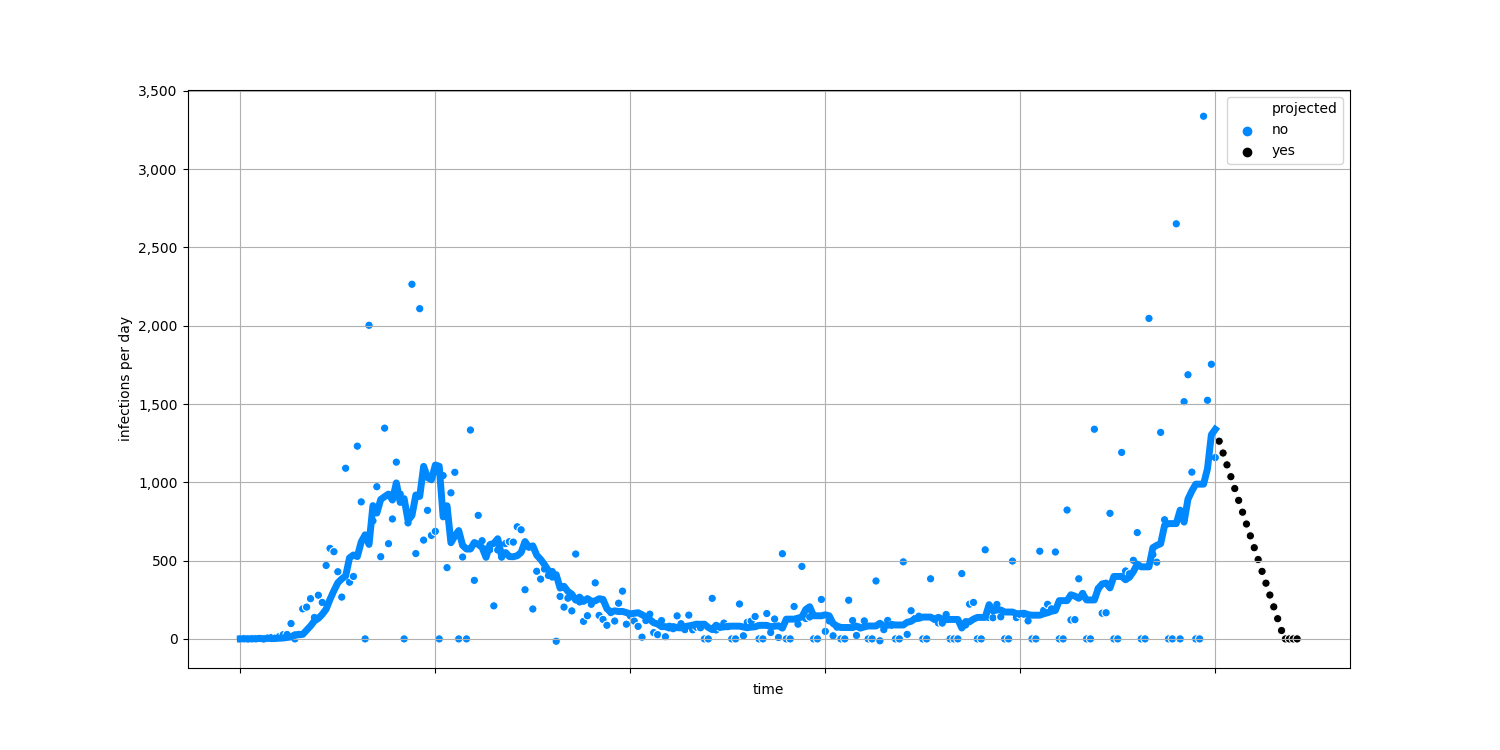 3,500
3,000
2,500
2,000
1,500
1,000
500
0
infections per day
time
projected
no
yes